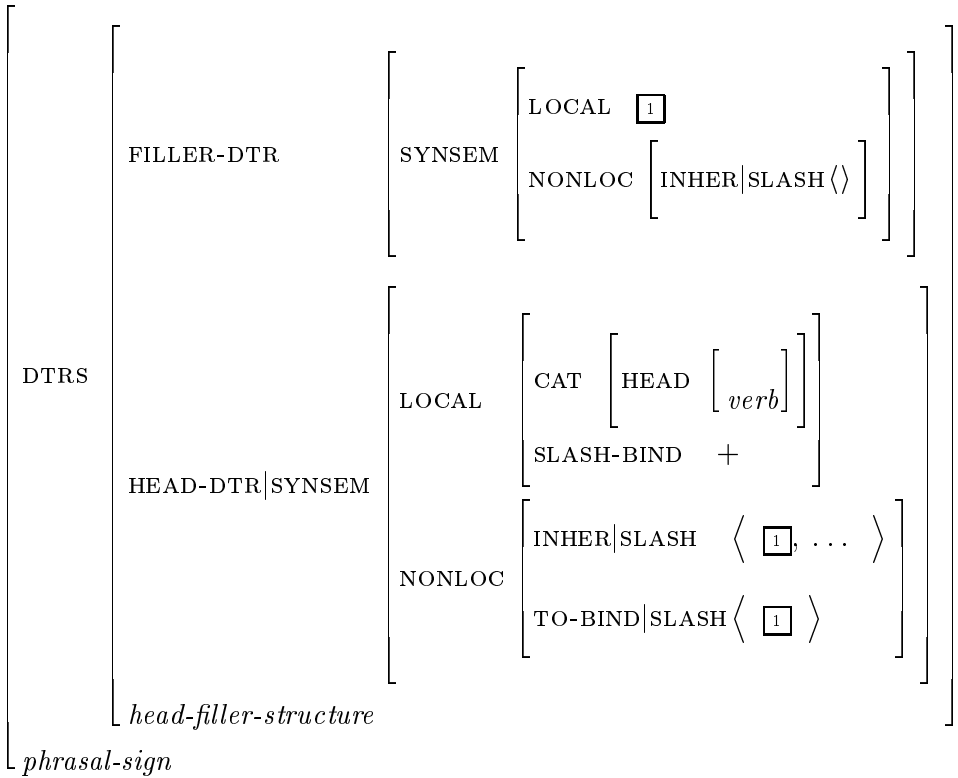 LOCAL 1
FILLER-DTR SYNSEM
NONLOC INHER|SLASH⟨⟩
CAT HEAD
verb
DTRS LOCAL
SLASH-BIND +
HEAD-DTR|SYNSEM
INHER|SLASH ⟨ 1, ... ⟩
NONLOC
TO-BIND|SLASH ⟨ 1 ⟩
head-filler-structure
phrasal-sign